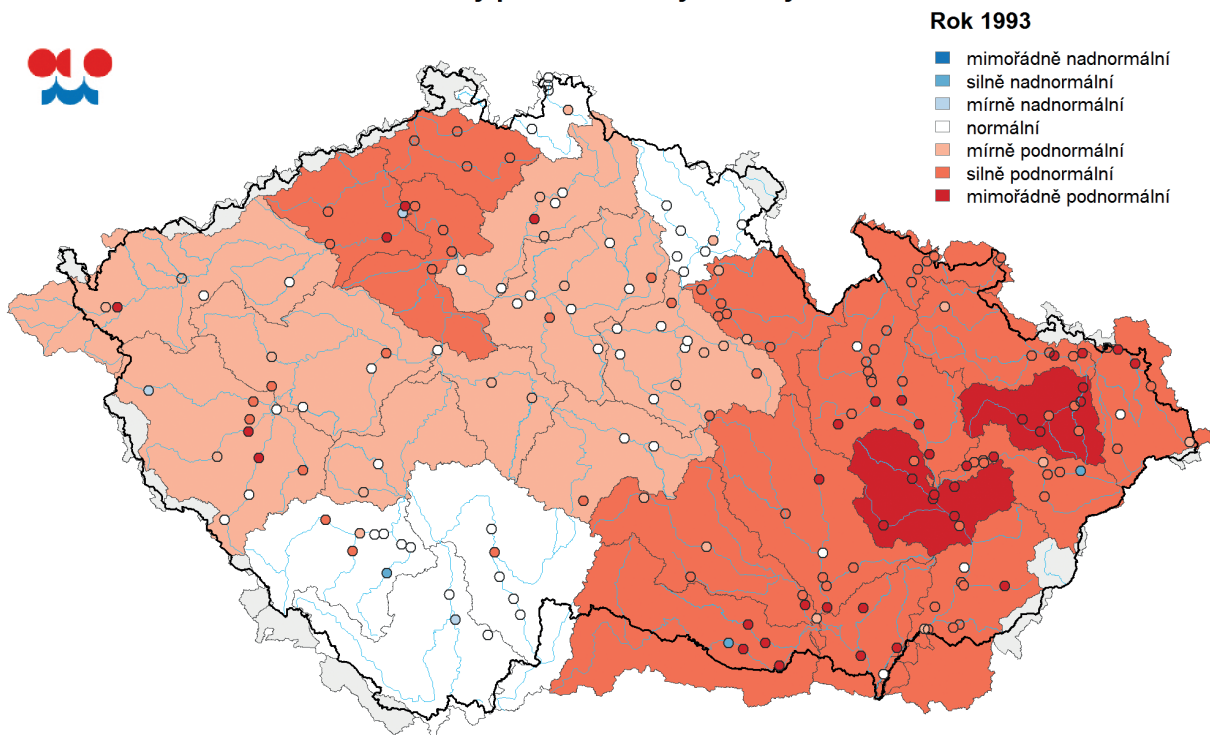 Rok 1993
mimořádně nadnormální
silně nadnormální
mírně nadnormální
normální
mírně podnormální
silně podnormální
mimořádně podnormální